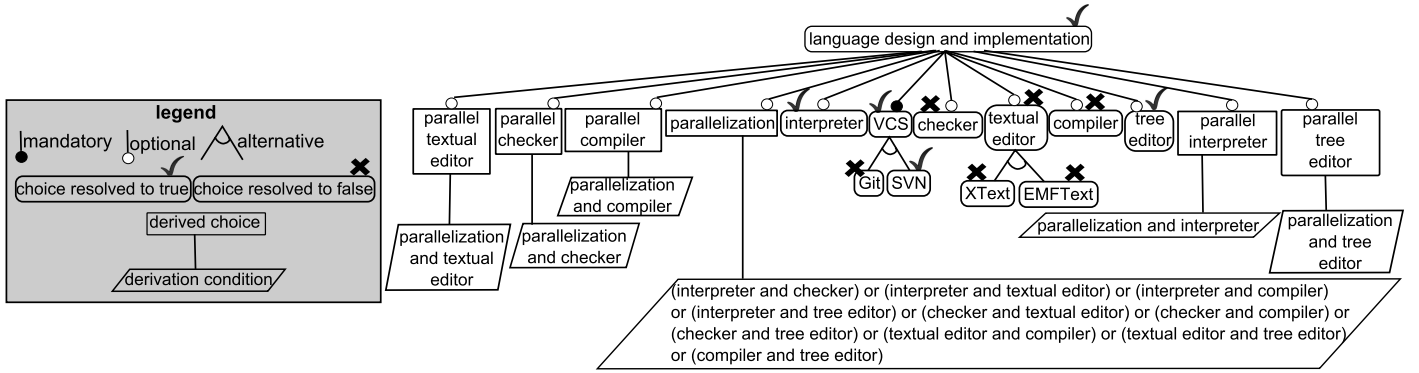 language design and implementation
legend
mandatory
optional
alternative
choice resolved to true
choice resolved to false
derived choice
derivation condition
parallel
textual
editor
parallel
checker
parallel
compiler
parallelization
interpreter
VCS
checker
textual
editor
compiler
tree
editor
parallel
interpreter
parallel
tree
editor
Git
SVN
XText
EMFText
parallelization
and compiler
parallelization
and textual
editor
parallelization
and checker
parallelization and interpreter
parallelization
and tree
editor
(interpreter and checker) or (interpreter and textual editor) or (interpreter and compiler)
or (interpreter and tree editor) or (checker and textual editor) or (checker and compiler) or
(checker and tree editor) or (textual editor and compiler) or (textual editor and tree editor)
or (compiler and tree editor)